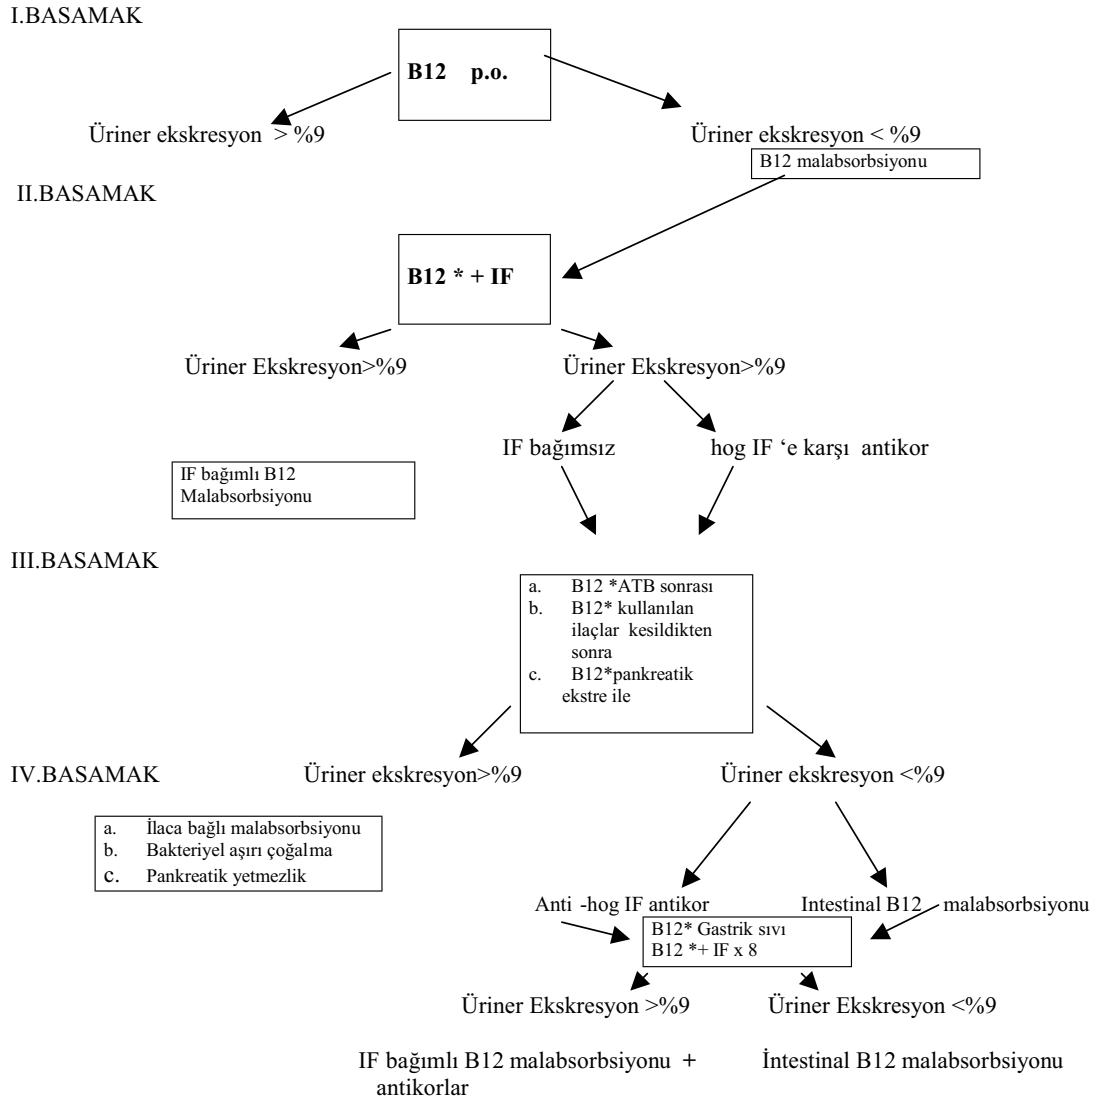 I.BASAMAK
B12 p.o.
Üriner ekskresyon > %9
Üriner ekskresyon < %9
B12 malabsorbsiyonu
II.BASAMAK
B12 * + IF
Üriner Ekskresyon>%9
Üriner Ekskresyon>%9
IF bağımsız
hog IF ‘e karşı antikor
IF bağımlı B12
Malabsorbsiyonu
III.BASAMAK
a. B12 *ATB sonrası
b. B12* kullanılan
ilaçlar kesildikten
sonra
c. B12*pankreatik
ekstre ile
IV.BASAMAK
Üriner ekskresyon>%9
Üriner ekskresyon <%9
a. İlaca bağlı malabsorbsiyonu
b. Bakteriyel aşırı çoğalma
c. Pankreatik yetmezlik
Anti -hog IF antikor
Intestinal B12 malabsorbsiyonu
B12* Gastrik sıvı
B12 *+ IF x 8
Üriner Ekskresyon >%9
Üriner Ekskresyon <%9
IF bağımlı B12 malabsorbsiyonu +
antikorlar
İntestinal B12 malabsorbsiyonu